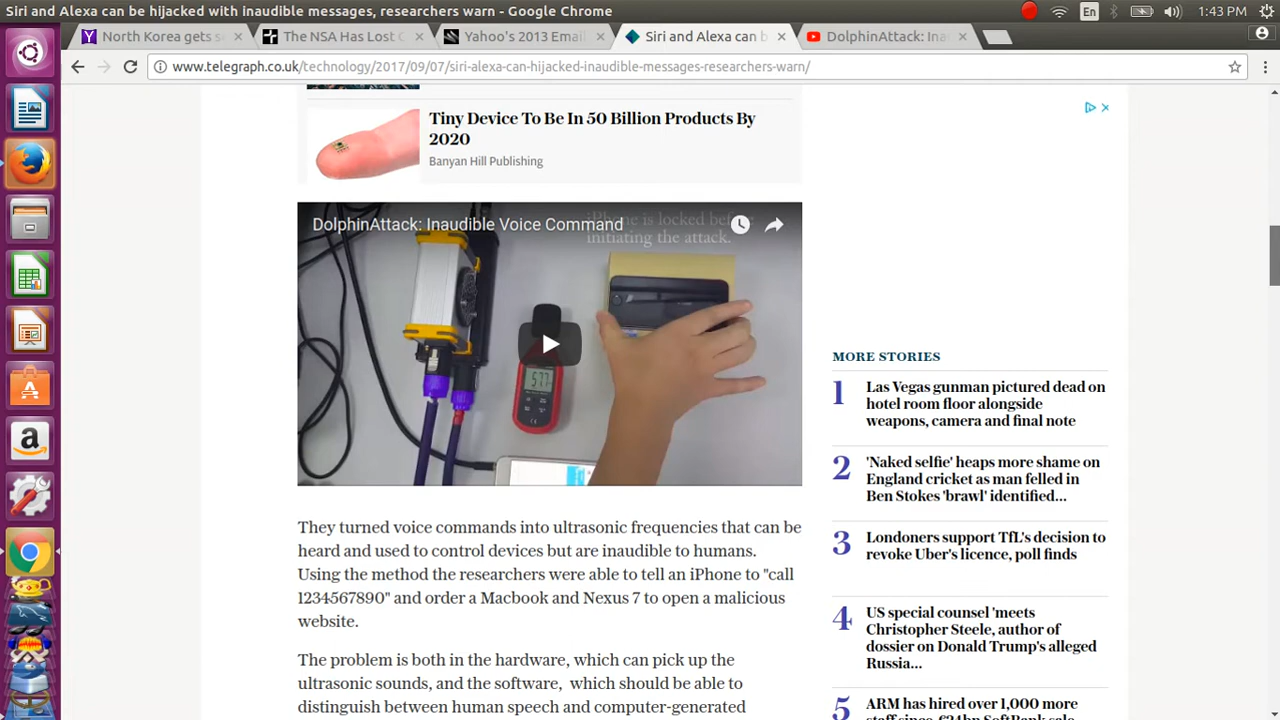 Siri and Alexa can be hijacked with inaudible messages, researchers warn - Google Chrome
En
1:43 PM
North Korea gets s
The NSA Has Lost C
Yahoo's 2013 Email
Siri and Alexa can b
DolphinAttack: Ina
www.telegraph.co.uk/technology/2017/09/07/siri-alexa-can-hijacked-inaudible-messages-researchers-warn/
Tiny Device To Be In 50 Billion Products By
2020
Banyan Hill Publishing
DolphinAttack: Inaudible Voice Command
iPhone is locked before
initiating the attack.
577
They turned voice commands into ultrasonic frequencies that can be
heard and used to control devices but are inaudible to humans.
Using the method the researchers were able to tell an iPhone to "call
1234567890" and order a Macbook and Nexus 7 to open a malicious
website.
The problem is both in the hardware, which can pick up the
ultrasonic sounds, and the software, which should be able to
distinguish between human speech and computer-generated
MORE STORIES
1 Las Vegas gunman pictured dead on
hotel room floor alongside
weapons, camera and final note
2 'Naked selfie' heaps more shame on
England cricket as man felled in
Ben Stokes 'brawl' identified...
3 Londoners support TfL's decision to
revoke Uber's licence, poll finds
4 US special counsel 'meets
Christopher Steele, author of
dossier on Donald Trump's alleged
Russia...
5 ARM has hired over 1,000 more
staff since £24bn SoftBank sale